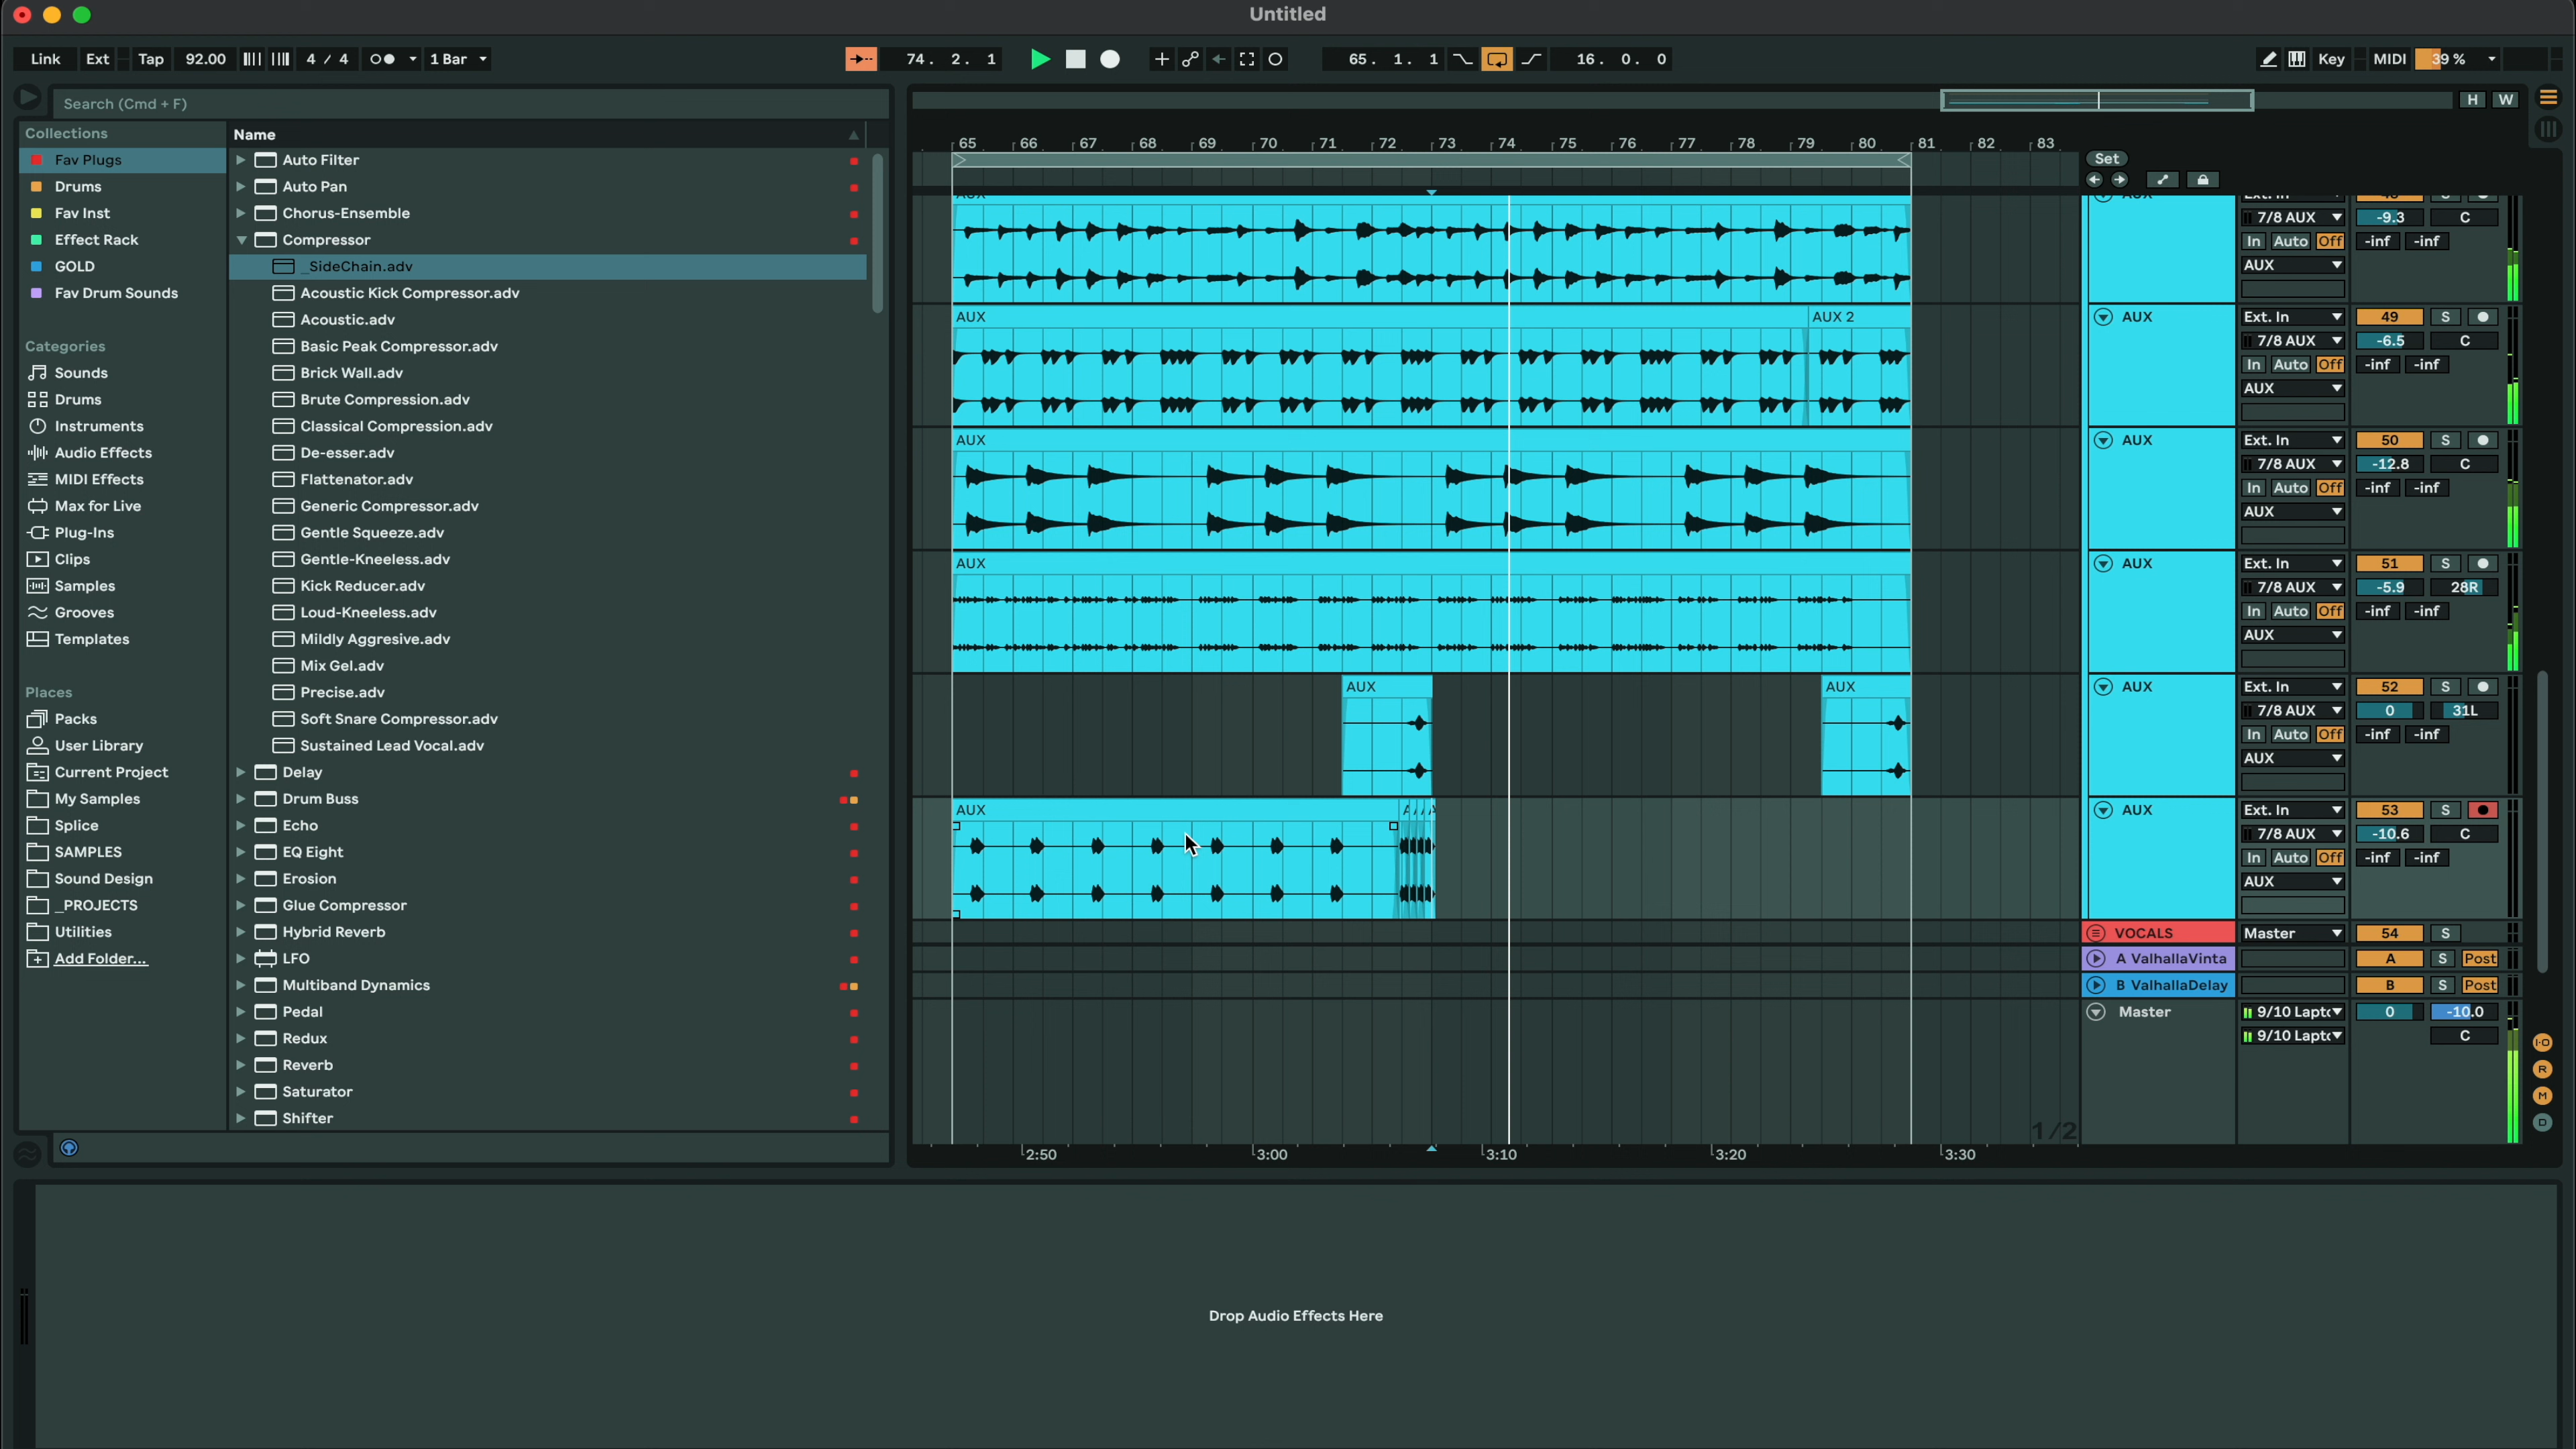 Untitled
Link Ext Tap 92.00 4 / 4 1 Bar 74. 2. 1 65. 1. 1 16. 0. 0 Key MIDI 39 %
Search (Cmd + F)
H W
Collections
Fav Plugs
Drums
Fav Inst
Effect Rack
GOLD
Fav Drum Sounds
Categories
Sounds
Drums
Instruments
Audio Effects
MIDI Effects
Max for Live
Plug-Ins
Clips
Samples
Grooves
Templates
Places
Packs
User Library
Current Project
My Samples
Splice
SAMPLES
Sound Design
_PROJECTS
Utilities
Add Folder...
Name
Auto Filter
Auto Pan
Chorus-Ensemble
Compressor
_SideChain.adv
Acoustic Kick Compressor.adv
Acoustic.adv
Basic Peak Compressor.adv
Brick Wall.adv
Brute Compression.adv
Classical Compression.adv
De-esser.adv
Flattenator.adv
Generic Compressor.adv
Gentle Squeeze.adv
Gentle-Kneeless.adv
Kick Reducer.adv
Loud-Kneeless.adv
Mildly Aggresive.adv
Mix Gel.adv
Precise.adv
Soft Snare Compressor.adv
Sustained Lead Vocal.adv
Delay
Drum Buss
Echo
EQ Eight
Erosion
Glue Compressor
Hybrid Reverb
LFO
Multiband Dynamics
Pedal
Redux
Reverb
Saturator
Shifter
65 66 67 68 69 70 71 72 73 74 75 76 77 78 79 80 81 82 83
Set
7/8 AUX -9.3 C
In Auto Off -inf -inf
AUX
AUX AUX 2 AUX Ext. In 49 S
7/8 AUX -6.5 C
In Auto Off -inf -inf
AUX
AUX AUX Ext. In 50 S
7/8 AUX -12.8 C
In Auto Off -inf -inf
AUX
AUX AUX Ext. In 51 S
7/8 AUX -5.9 28R
In Auto Off -inf -inf
AUX
AUX AUX AUX Ext. In 52 S
7/8 AUX 0 31L
In Auto Off -inf -inf
AUX
AUX AUX Ext. In 53 S
7/8 AUX -10.6 C
In Auto Off -inf -inf
AUX
VOCALS Master 54 S
A ValhallaVinta A S Post
B ValhallaDelay B S Post
Master 9/10 Lapt 0 -10.0
9/10 Lapt C
I·O
R
M
D
1/2
2:50 3:00 3:10 3:20 3:30
Drop Audio Effects Here